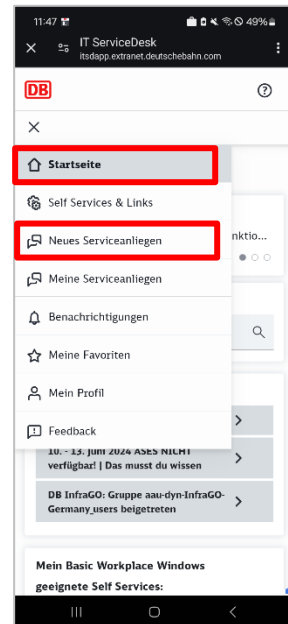 11:47
49%
IT ServiceDesk
itsdapp.extranet.deutschebahn.com
DB
Startseite
Self Services & Links
Neues Serviceanliegen
nktio...
Meine Serviceanliegen
Benachrichtigungen
Meine Favoriten
Mein Profil
Feedback
10. - 13. Juni 2024 ASES NICHT
verfügbar! | Das musst du wissen
DB InfraGO: Gruppe aau-dyn-InfraGO-
Germany_users beigetreten
Mein Basic Workplace Windows
geeignete Self Services: